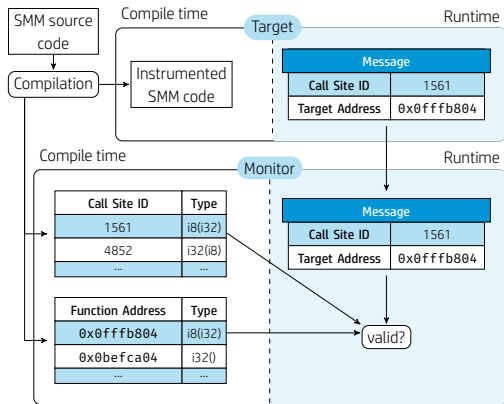 SMM source
code
Compile time
Target
Runtime
Compilation
Instrumented
SMM code
Message
Call Site ID 1561
Target Address 0x0fffb804
Compile time
Monitor
Runtime
Call Site ID Type
1561 i8(i32)
4852 i32(i8)
... ...
Message
Call Site ID 1561
Target Address 0x0fffb804
Function Address Type
0x0fffb804 i8(i32)
0x0befca04 i32()
... ...
valid?